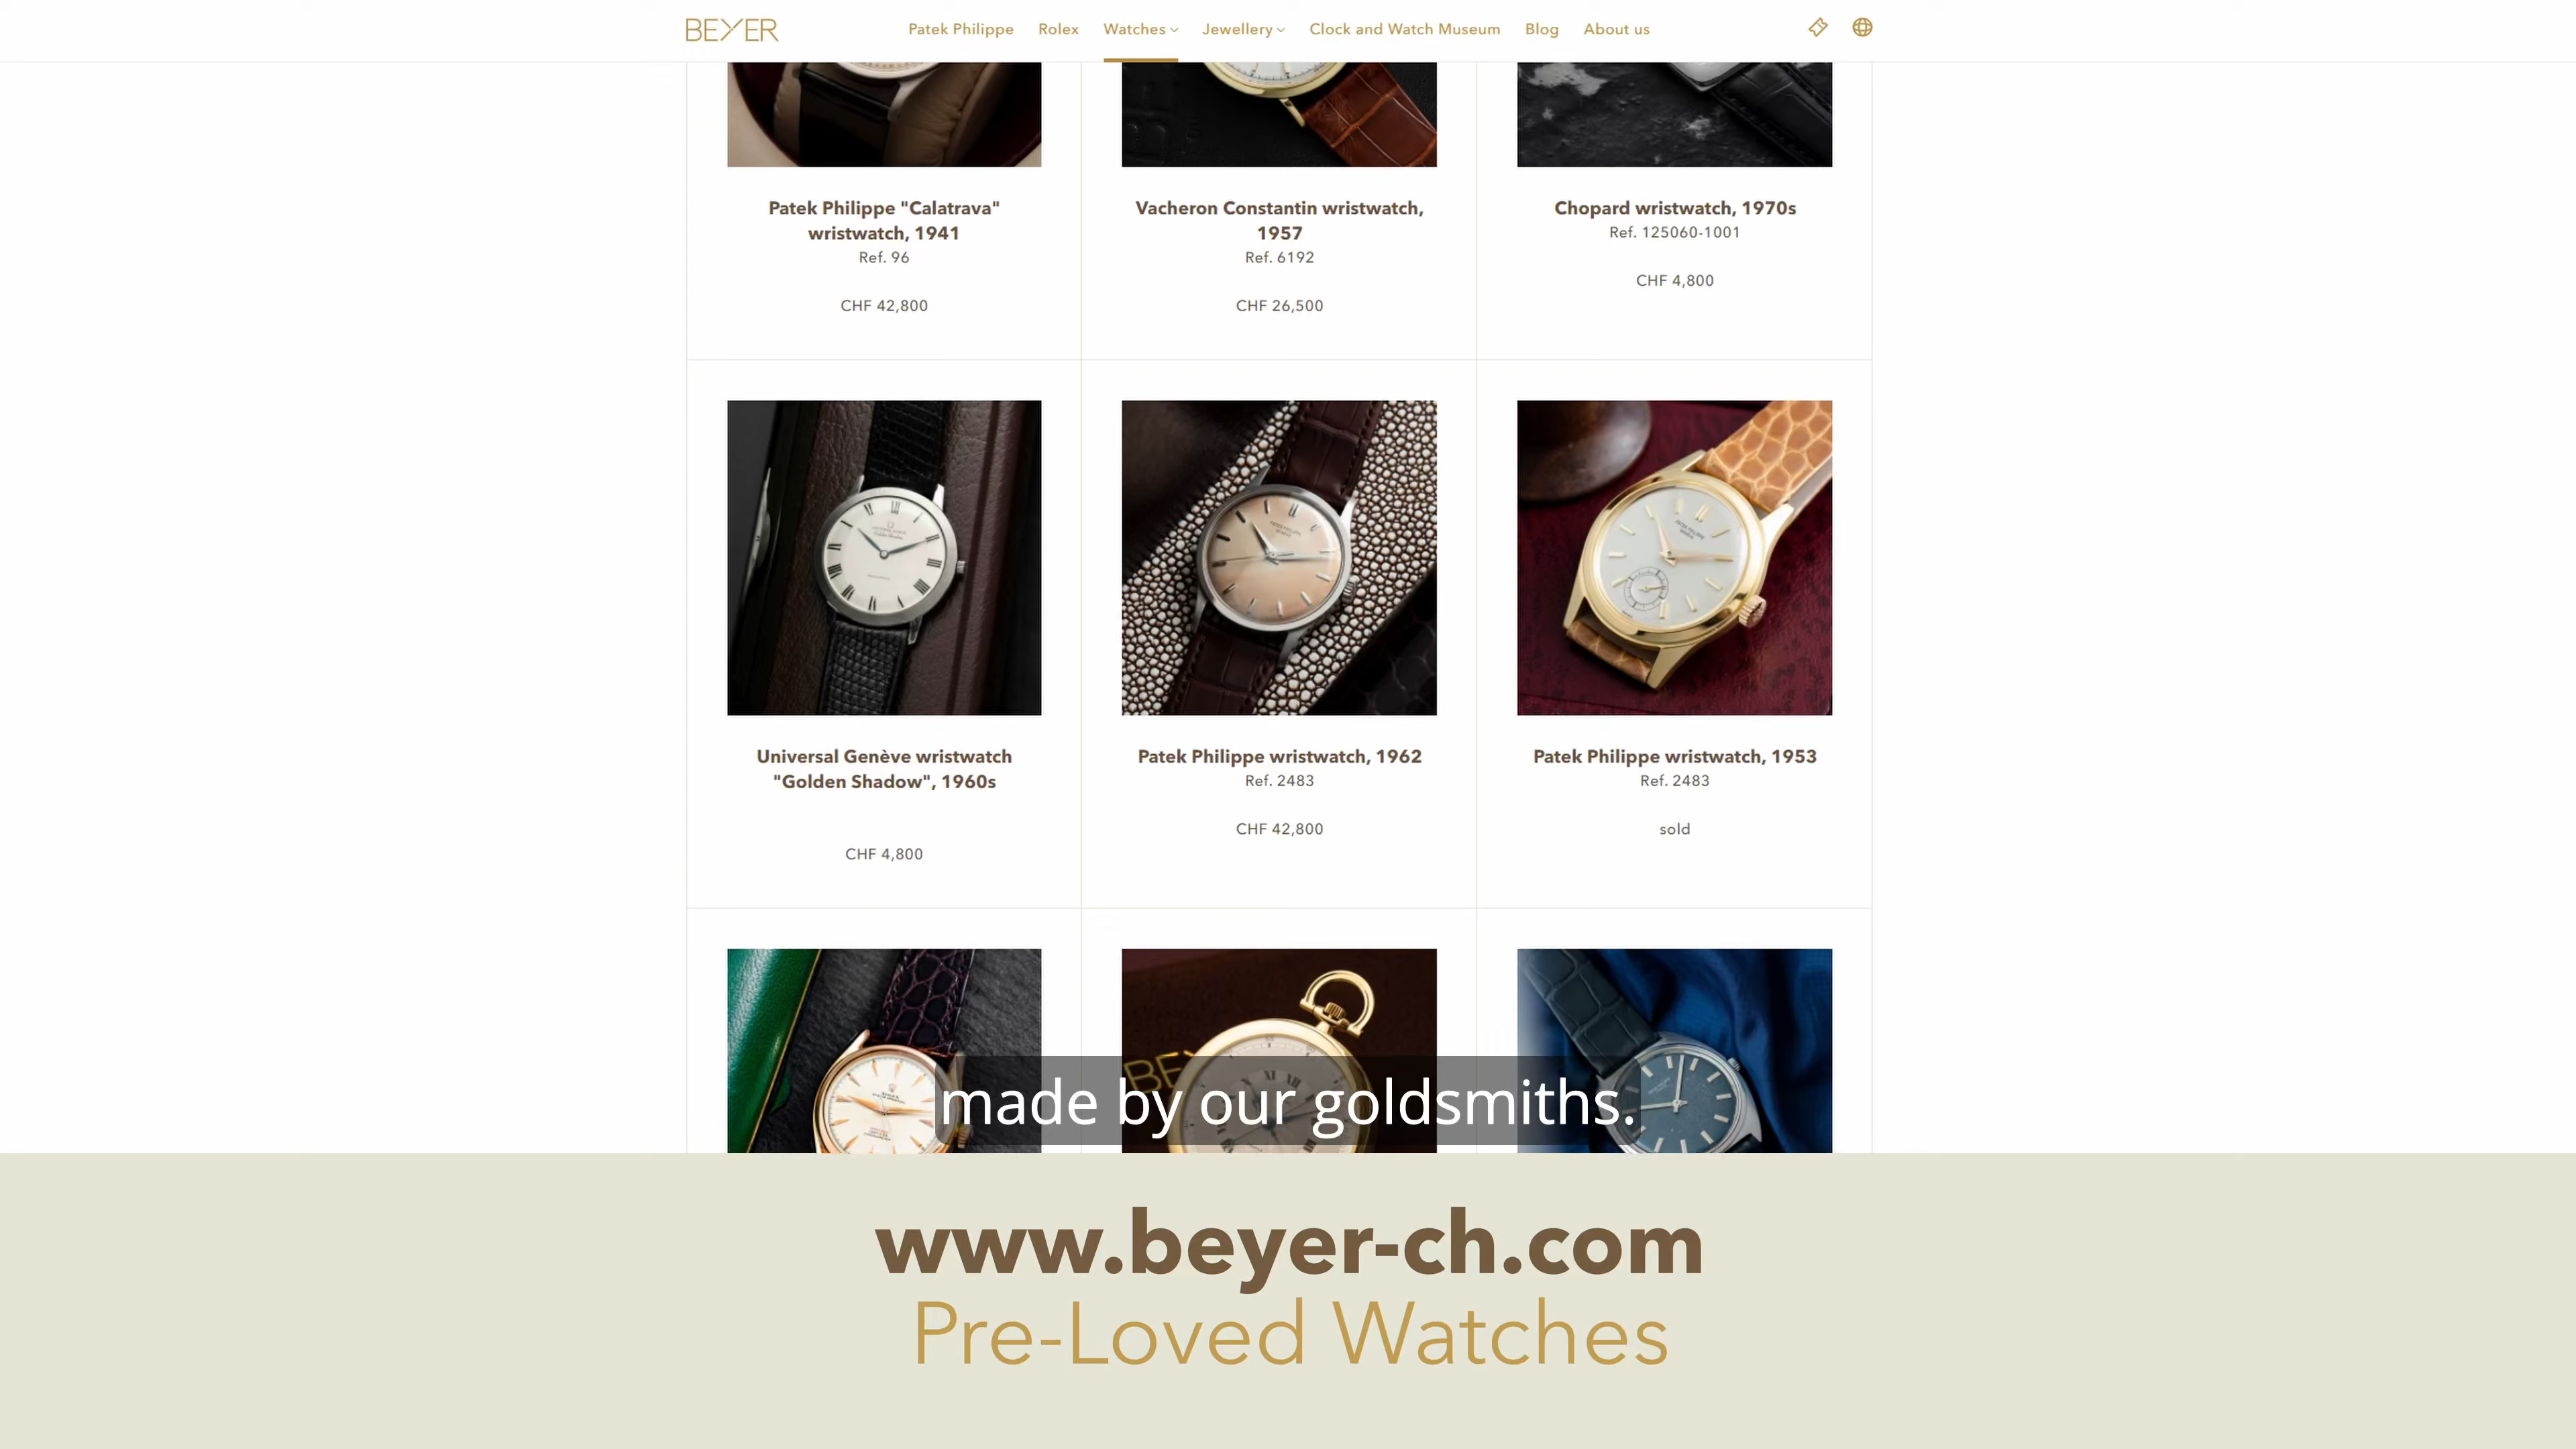 BEYER
Patek Philippe
Rolex
Watches
Jewellery
Clock and Watch Museum
Blog
About us
Patek Philippe "Calatrava"
wristwatch, 1941
Ref. 96
CHF 42,800
Vacheron Constantin wristwatch,
1957
Ref. 6192
CHF 26,500
Chopard wristwatch, 1970s
Ref. 125060-1001
CHF 4,800
Universal Genève wristwatch
"Golden Shadow", 1960s
CHF 4,800
Patek Philippe wristwatch, 1962
Ref. 2483
CHF 42,800
Patek Philippe wristwatch, 1953
Ref. 2483
sold
made by our goldsmiths.
www.beyer-ch.com
Pre-Loved Watches